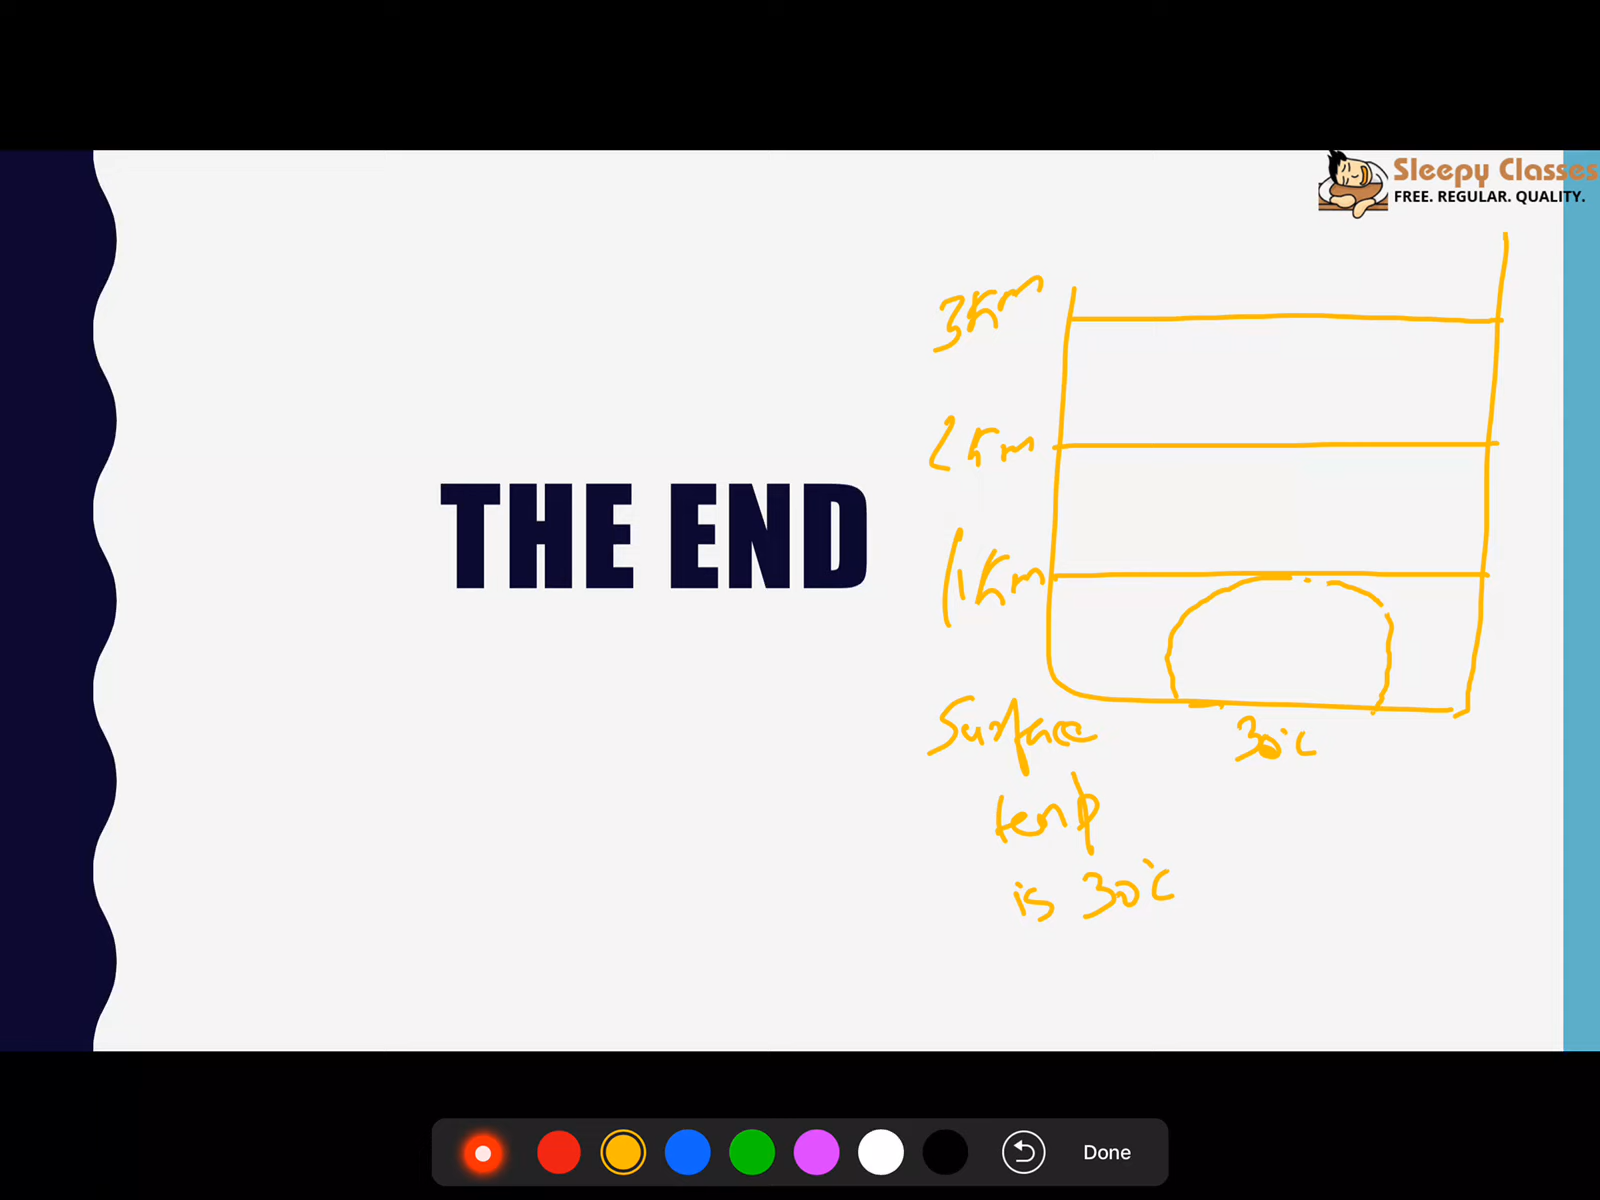 Sleepy Classes
FREE. REGULAR. QUALITY.
3Km
2Km
THE END
1Km
Surface
30°C
temp
is 30°C
Done